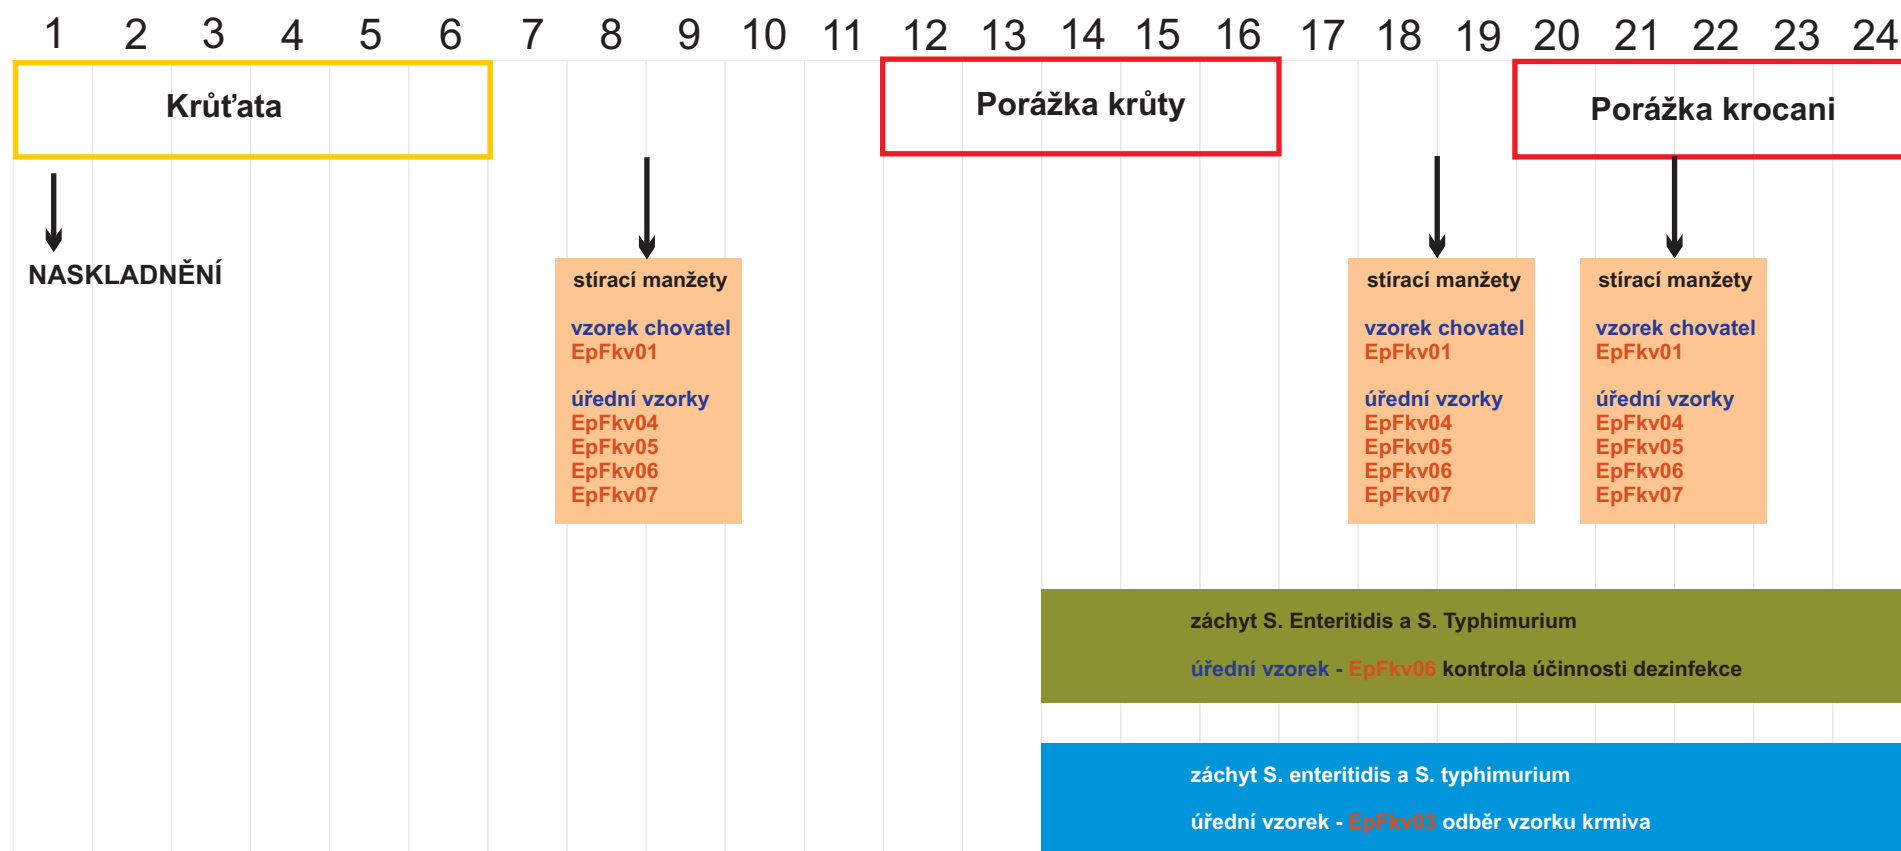 1 2 3 4 5 6 7 8 9 10 11 12 13 14 15 16 17 18 19 20 21 22 23 24
Krůťata
Porážka krůty
Porážka krocani
NASKLADNĚNÍ
stírací manžety
vzorek chovatel
EpFkv01
úřední vzorky
EpFkv04
EpFkv05
EpFkv06
EpFkv07
stírací manžety
vzorek chovatel
EpFkv01
úřední vzorky
EpFkv04
EpFkv05
EpFkv06
EpFkv07
stírací manžety
vzorek chovatel
EpFkv01
úřední vzorky
EpFkv04
EpFkv05
EpFkv06
EpFkv07
záchyt S. Enteritidis a S. Typhimurium
úřední vzorek - EpFkv06 kontrola účinnosti dezinfekce
záchyt S. enteritidis a S. typhimurium
úřední vzorek - EpFkv03 odběr vzorku krmiva